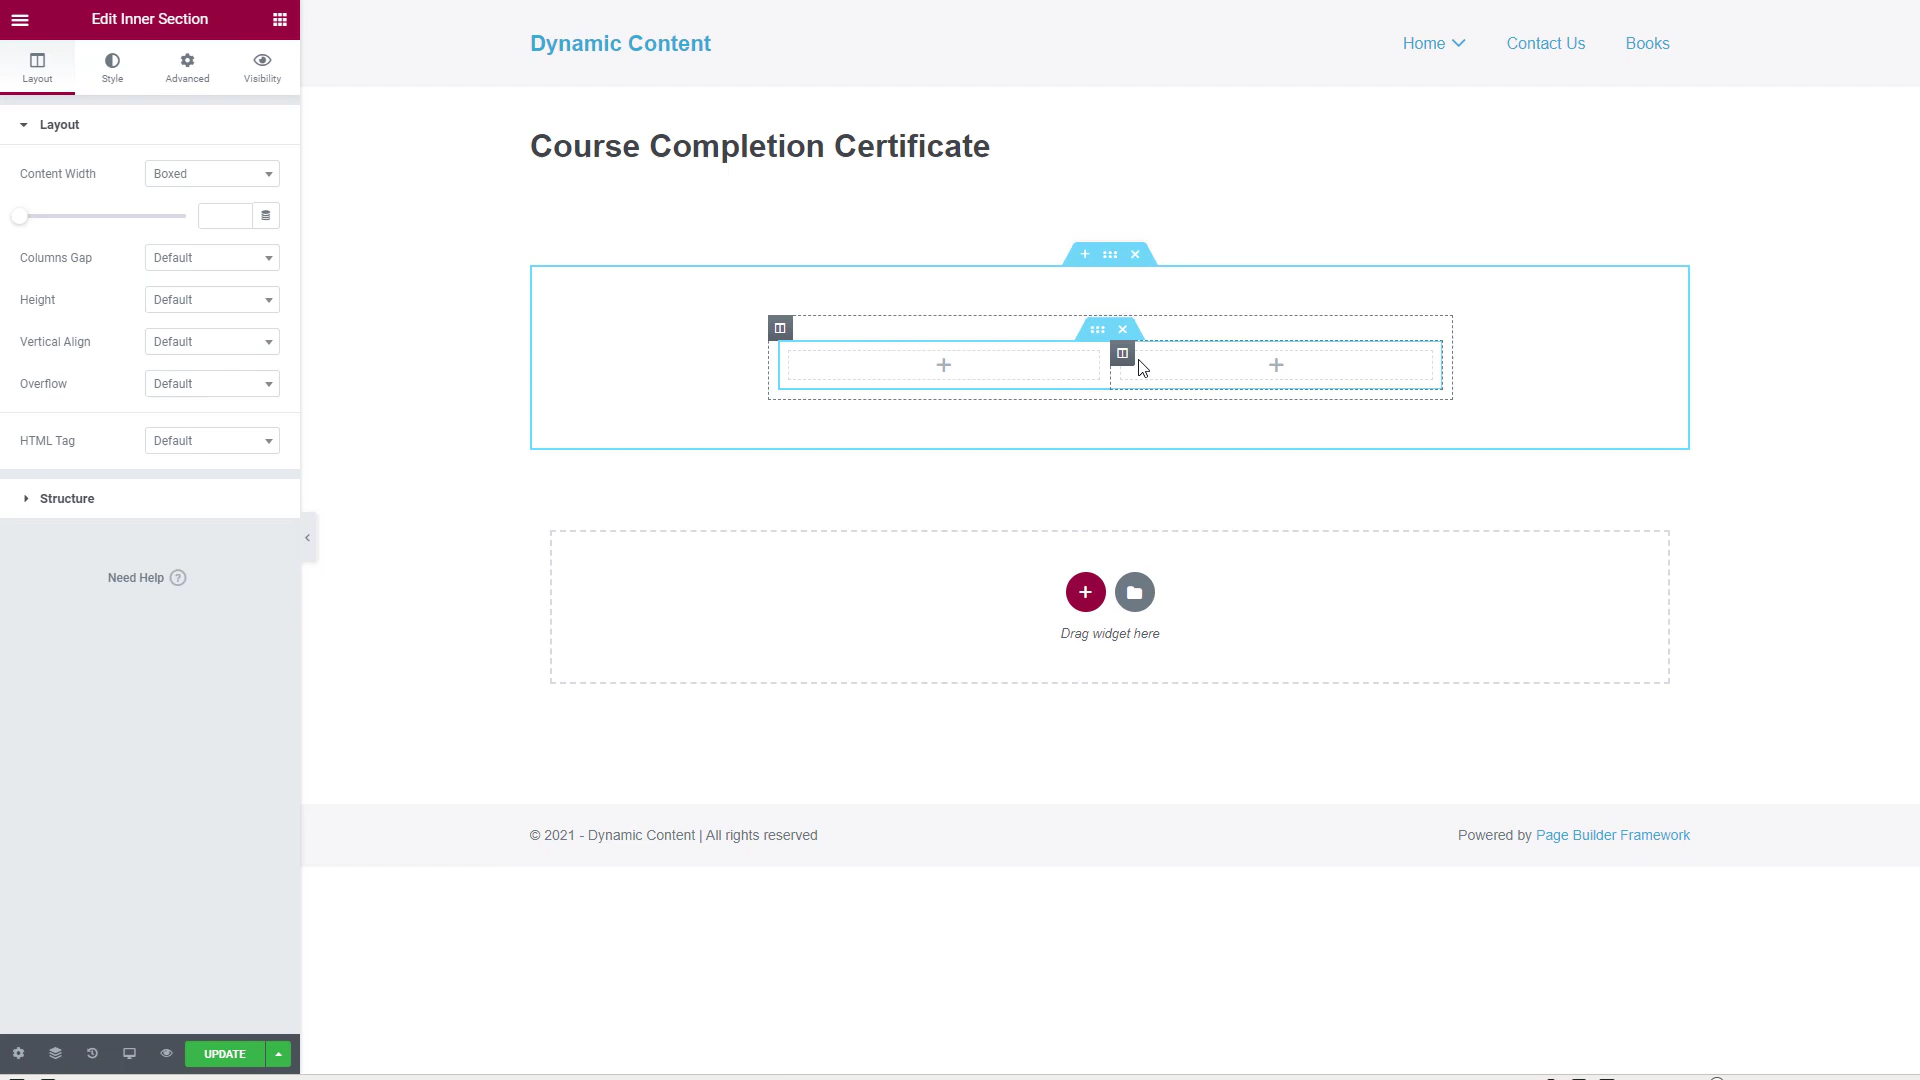 Edit Inner Section
Layout
Style
Advanced
Visibility
Layout
Content Width
Boxed
Columns Gap
Default
Height
Default
Vertical Align
Default
Overflow
Default
HTML Tag
Default
Structure
Need Help ?
UPDATE
Dynamic Content
Home
Contact Us
Books
Course Completion Certificate
Drag widget here
© 2021 - Dynamic Content | All rights reserved
Powered by Page Builder Framework